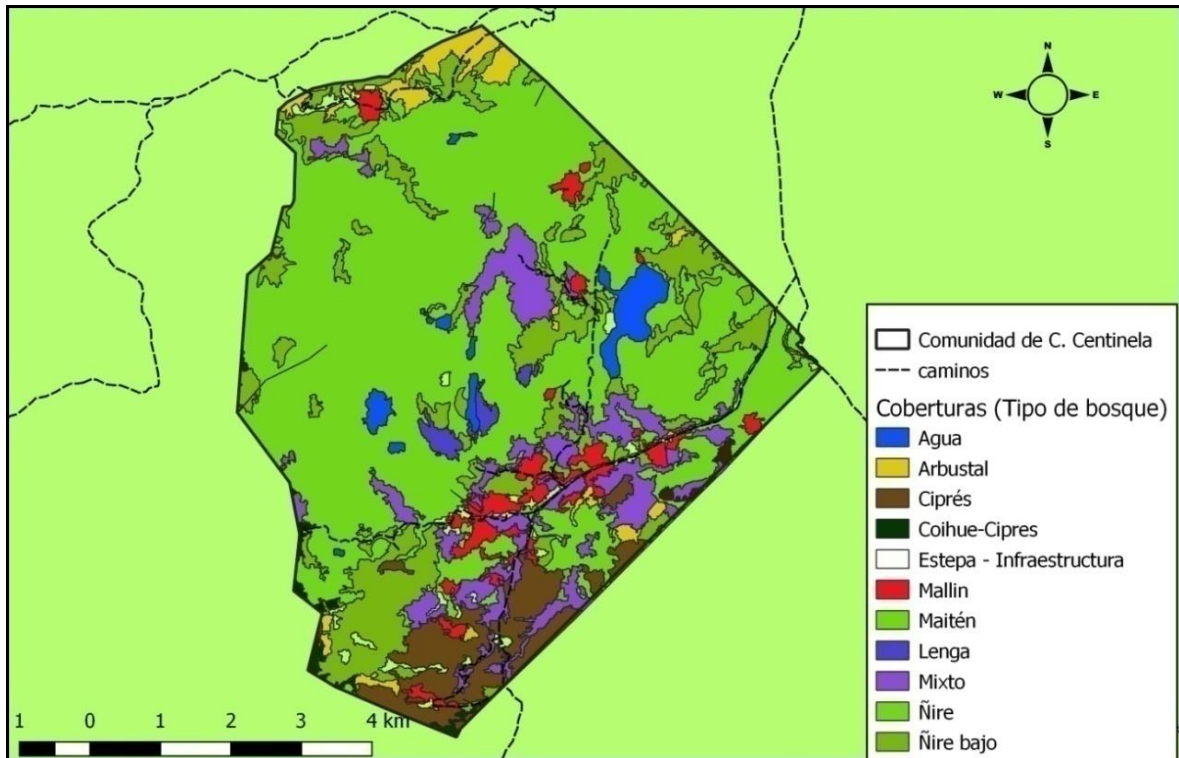 N
W E
S
Comunidad de C. Centinela
caminos
Coberturas (Tipo de bosque)
Agua
Arbustal
Ciprés
Coihue-Cipres
Estepa - Infraestructura
Mallin
Maitén
Lenga
Mixto
Ñire
Ñire bajo
1 0 1 2 3 4 km